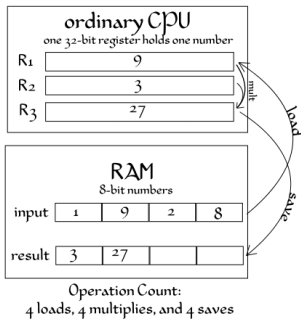 ordinary CPU
one 32-bit register holds one number
R1 9
R2 3
R3 27
mult
load
save
RAM
8-bit numbers
input 1 9 2 8
result 3 27
Operation Count:
4 loads, 4 multiplies, and 4 saves